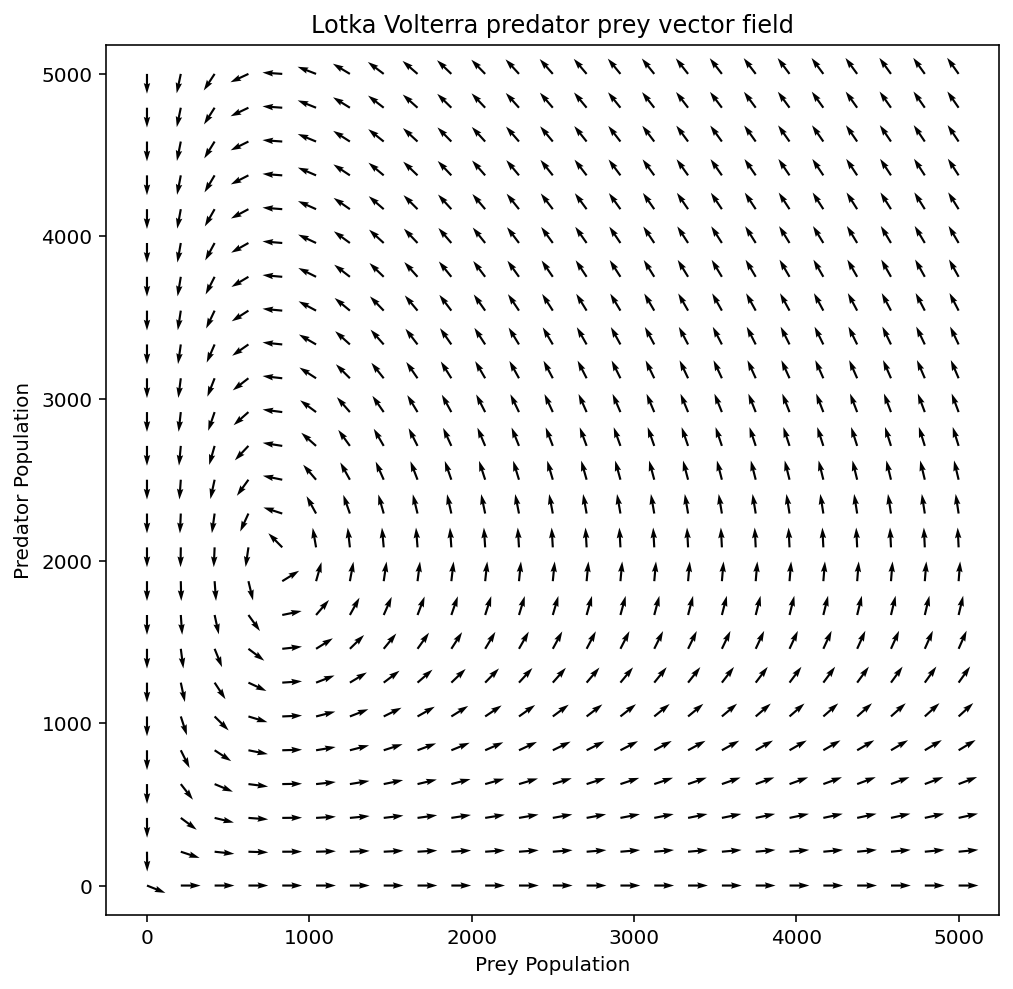 Lotka Volterra predator prey vector field
5000
4000
3000
2000
1000
0
Predator Population
0 1000 2000 3000 4000 5000
Prey Population